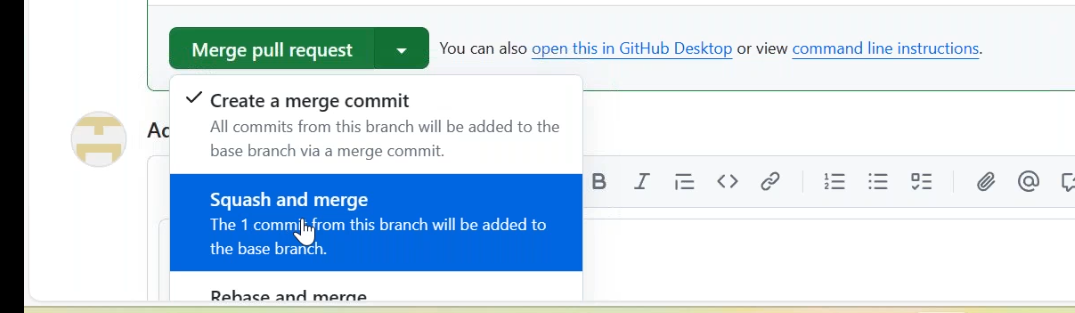 Merge pull request
You can also open this in GitHub Desktop or view command line instructions.
Create a merge commit
All commits from this branch will be added to the
base branch via a merge commit.
Squash and merge
The 1 commit from this branch will be added to
the base branch.
Rebase and merge